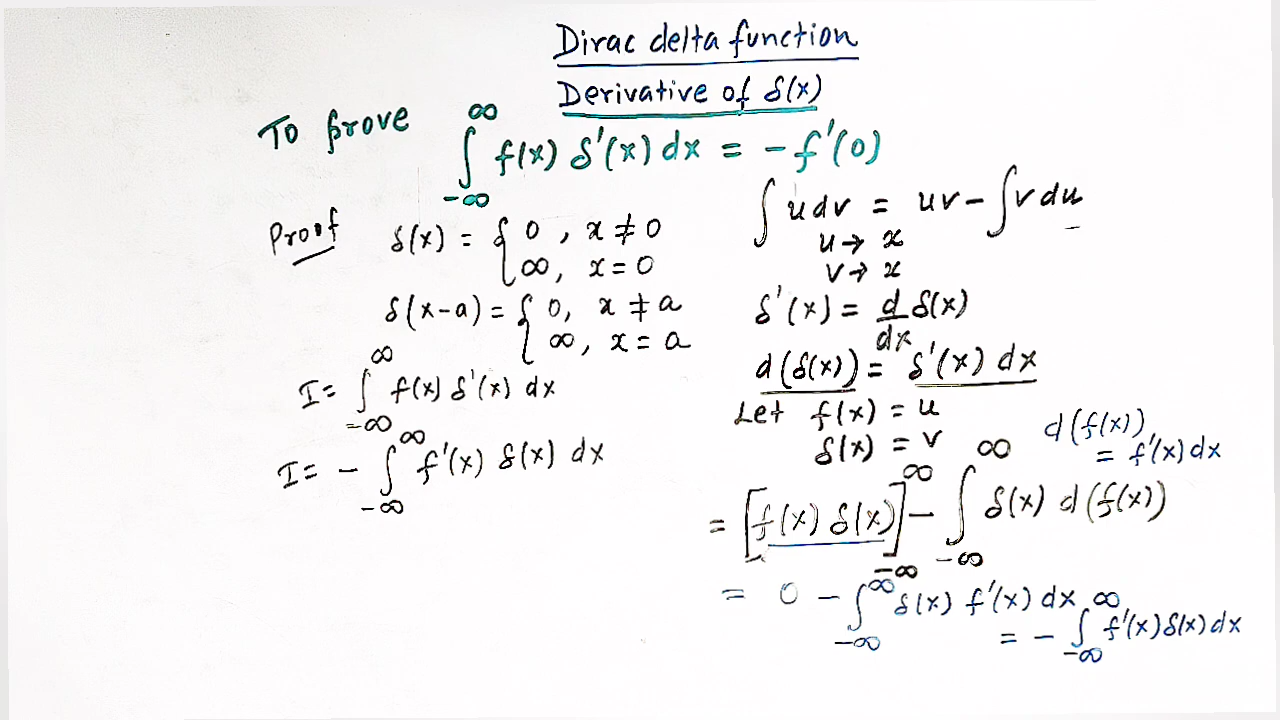 Dirac delta function
Derivative of δ(x)
To prove ∫_{-∞}^{∞} f(x) δ'(x) dx = -f'(0)
Proof δ(x) = { 0, x ≠ 0
∞, x = 0
δ(x-a) = { 0, x ≠ a
∞, x = a
I = ∫_{-∞}^{∞} f(x) δ'(x) dx
I = - ∫_{-∞}^{∞} f'(x) δ(x) dx
∫ u dv = uv - ∫ v du
u → x
v → x
δ'(x) = d/dx δ(x)
d(δ(x)) = δ'(x) dx
Let f(x) = u
δ(x) = v
d(f(x))
= f'(x) dx
= [f(x) δ(x)]_{-∞}^{∞} - ∫_{-∞}^{∞} δ(x) d(f(x))
= 0 - ∫_{-∞}^{∞} δ(x) f'(x) dx
= - ∫_{-∞}^{∞} f'(x) δ(x) dx